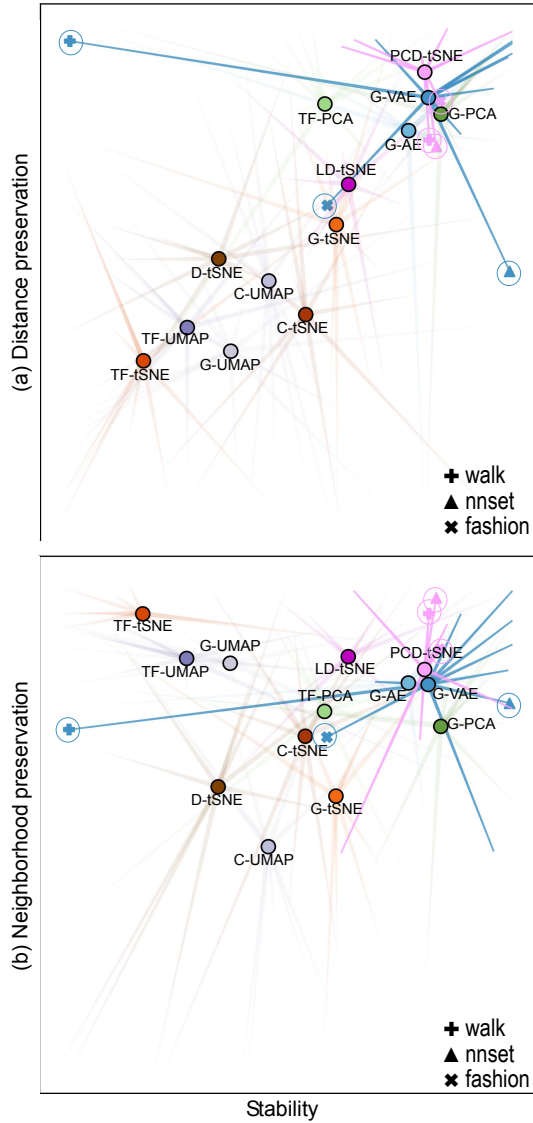 (a) Distance preservation
PCD-tSNE
G-VAE
G-PCA
TF-PCA
G-AE
LD-tSNE
G-tSNE
D-tSNE
C-UMAP
C-tSNE
TF-UMAP
G-UMAP
TF-tSNE
walk
nnset
fashion
(b) Neighborhood preservation
TF-tSNE
G-UMAP
TF-UMAP
LD-tSNE
PCD-tSNE
G-AE
G-VAE
TF-PCA
G-PCA
C-tSNE
D-tSNE
G-tSNE
C-UMAP
walk
nnset
fashion
Stability